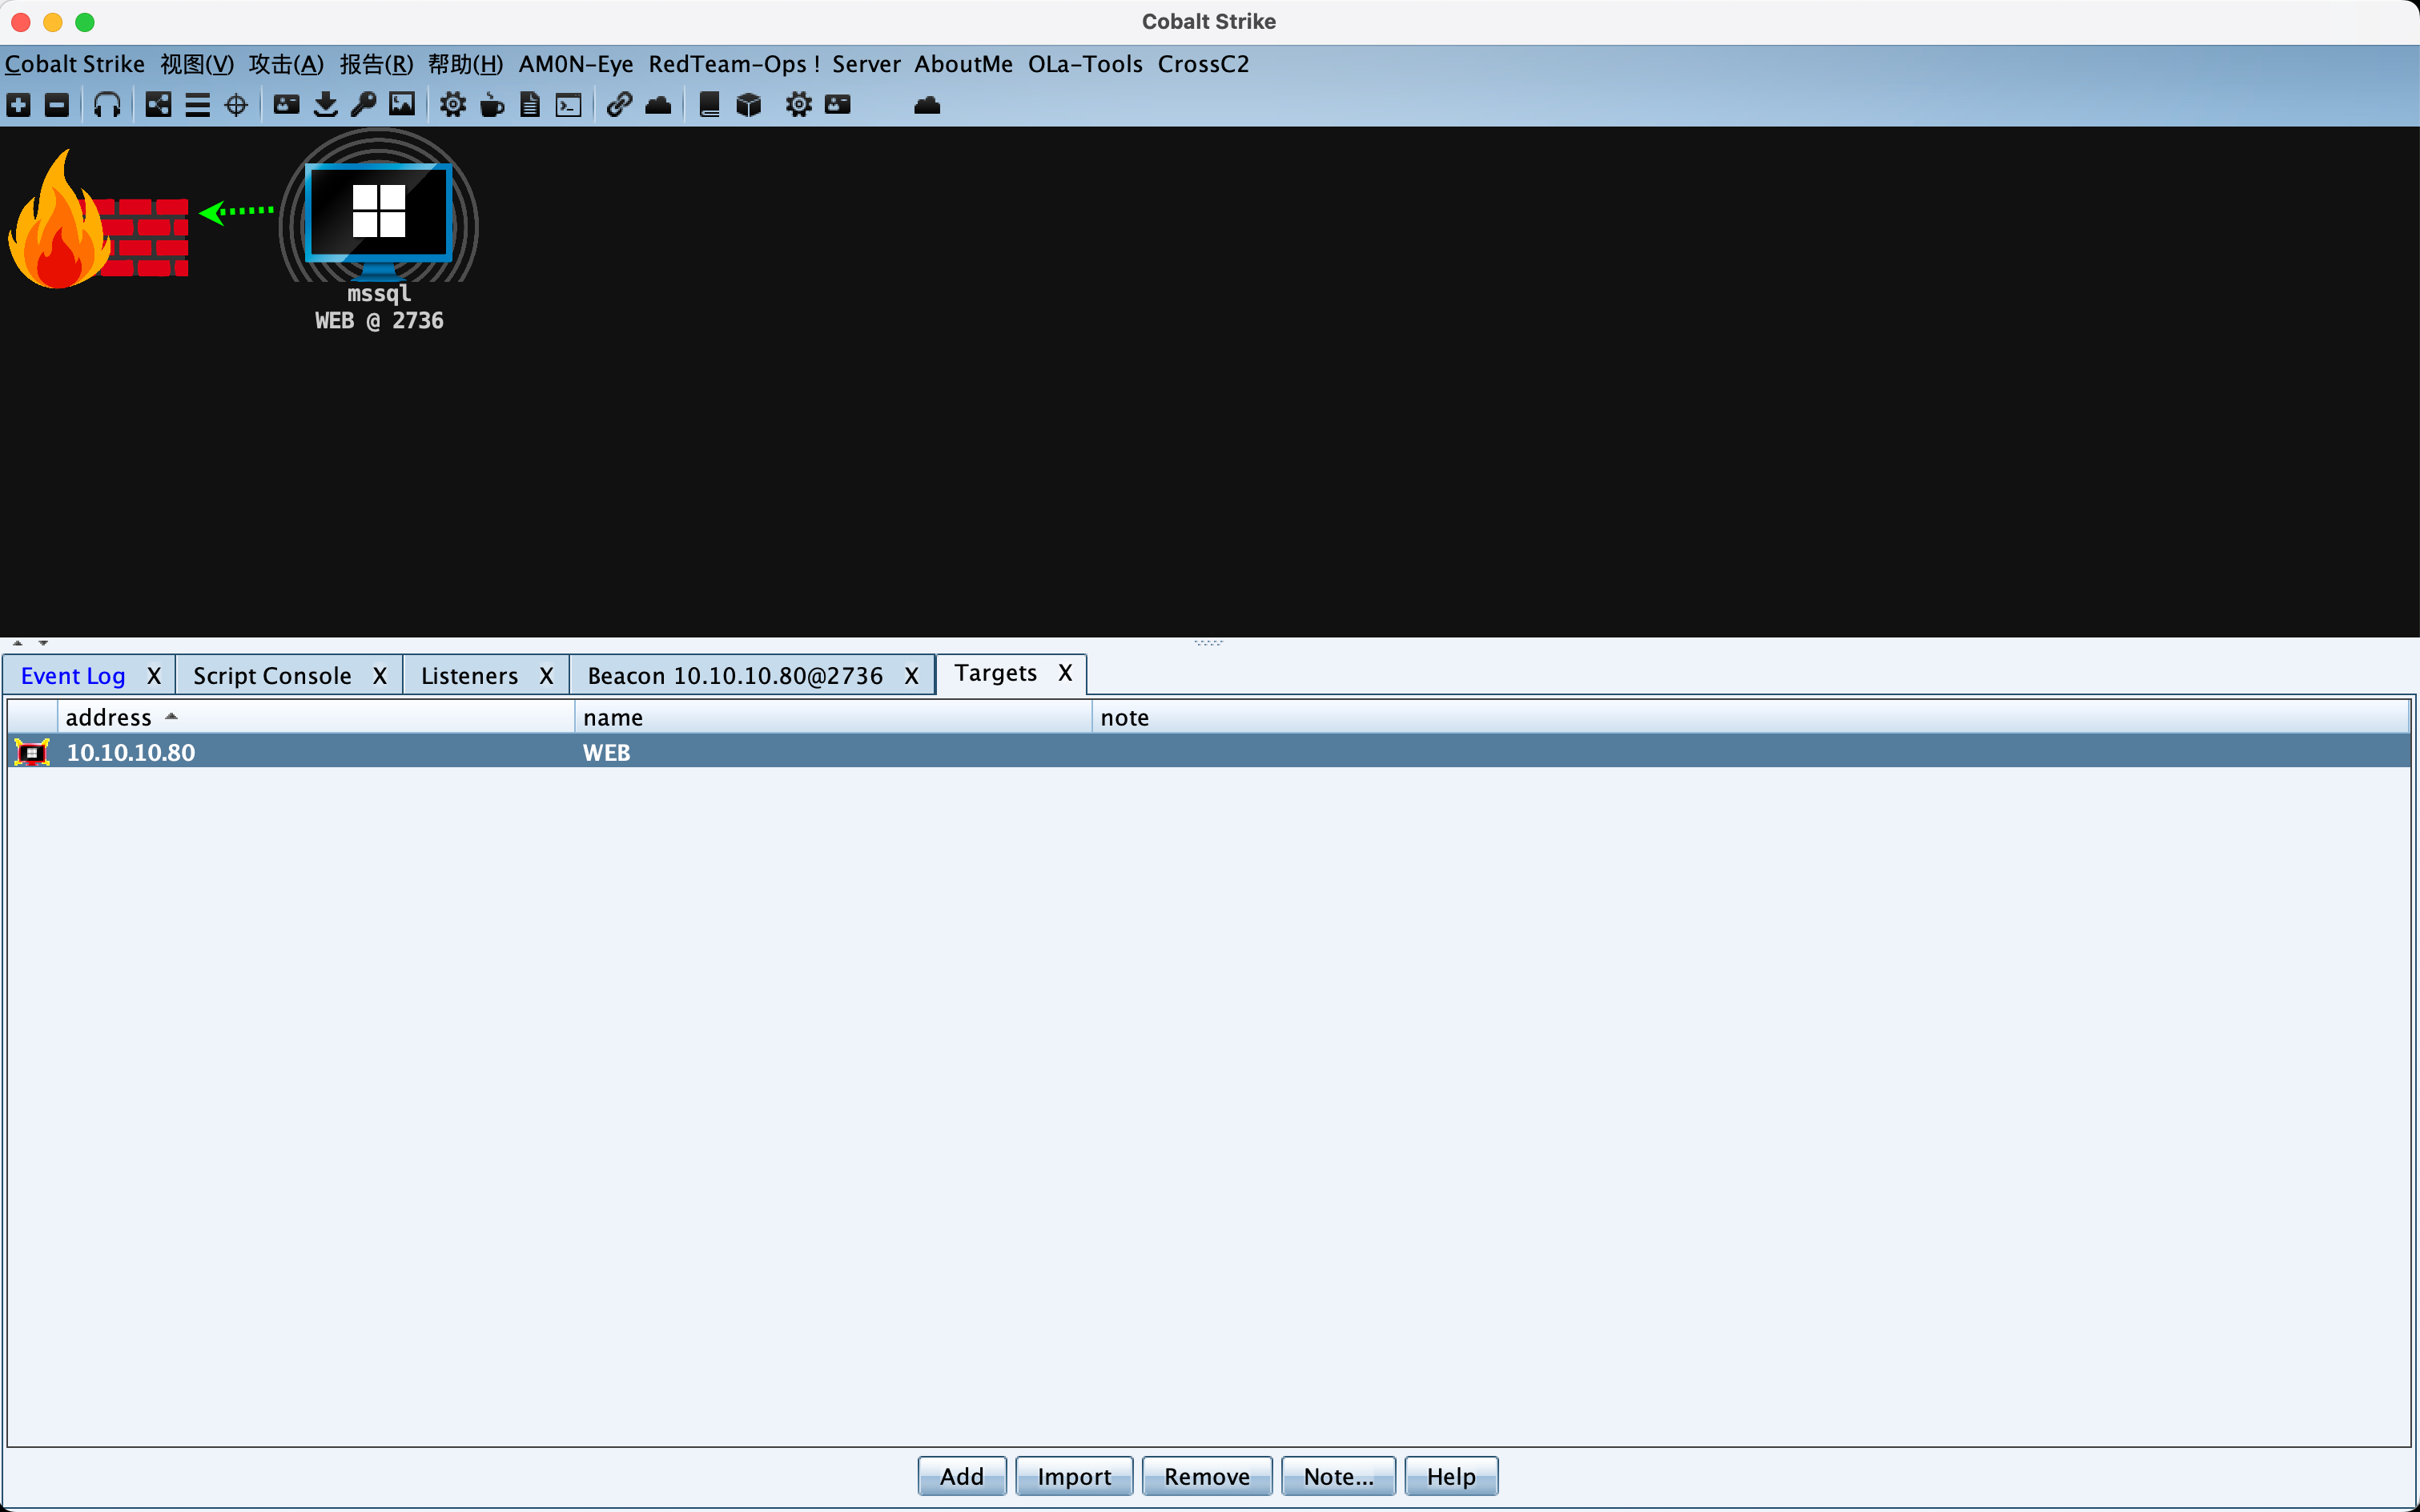 Cobalt Strike
Cobalt Strike 视图(V) 攻击(A) 报告(R) 帮助(H) AM0N-Eye RedTeam-Ops ! Server AboutMe OLa-Tools CrossC2
mssql
WEB @ 2736
Event Log X Script Console X Listeners X Beacon 10.10.10.80@2736 X Targets X
address name note
10.10.10.80 WEB
Add Import Remove Note... Help